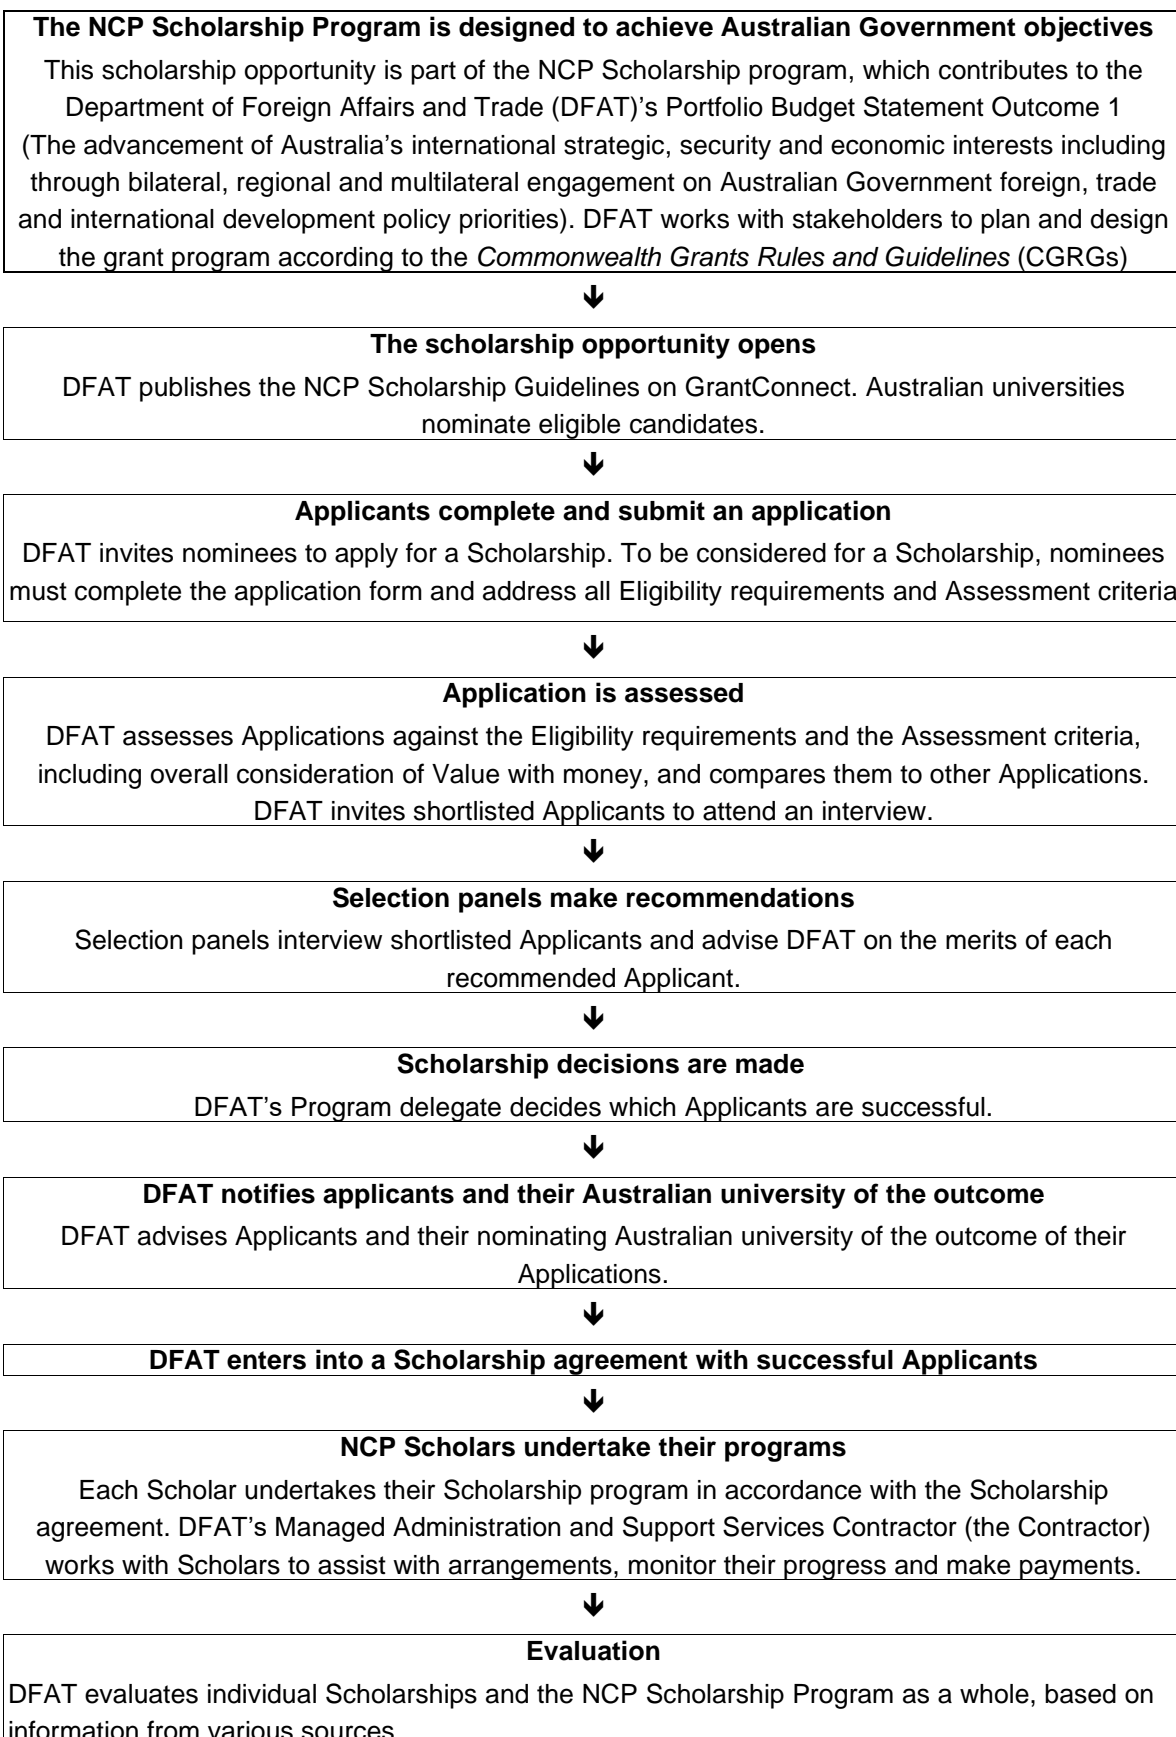 The NCP Scholarship Program is designed to achieve Australian Government objectives
This scholarship opportunity is part of the NCP Scholarship program, which contributes to the
Department of Foreign Affairs and Trade (DFAT)'s Portfolio Budget Statement Outcome 1
(The advancement of Australia's international strategic, security and economic interests including
through bilateral, regional and multilateral engagement on Australian Government foreign, trade
and international development policy priorities). DFAT works with stakeholders to plan and design
the grant program according to the Commonwealth Grants Rules and Guidelines (CGRGs)
The scholarship opportunity opens
DFAT publishes the NCP Scholarship Guidelines on GrantConnect. Australian universities
nominate eligible candidates.
Applicants complete and submit an application
DFAT invites nominees to apply for a Scholarship. To be considered for a Scholarship, nominees
must complete the application form and address all Eligibility requirements and Assessment criteria
Application is assessed
DFAT assesses Applications against the Eligibility requirements and the Assessment criteria,
including overall consideration of Value with money, and compares them to other Applications.
DFAT invites shortlisted Applicants to attend an interview.
Selection panels make recommendations
Selection panels interview shortlisted Applicants and advise DFAT on the merits of each
recommended Applicant.
Scholarship decisions are made
DFAT's Program delegate decides which Applicants are successful.
DFAT notifies applicants and their Australian university of the outcome
DFAT advises Applicants and their nominating Australian university of the outcome of their
Applications.
DFAT enters into a Scholarship agreement with successful Applicants
NCP Scholars undertake their programs
Each Scholar undertakes their Scholarship program in accordance with the Scholarship
agreement. DFAT's Managed Administration and Support Services Contractor (the Contractor)
works with Scholars to assist with arrangements, monitor their progress and make payments.
Evaluation
DFAT evaluates individual Scholarships and the NCP Scholarship Program as a whole, based on
information from various sources